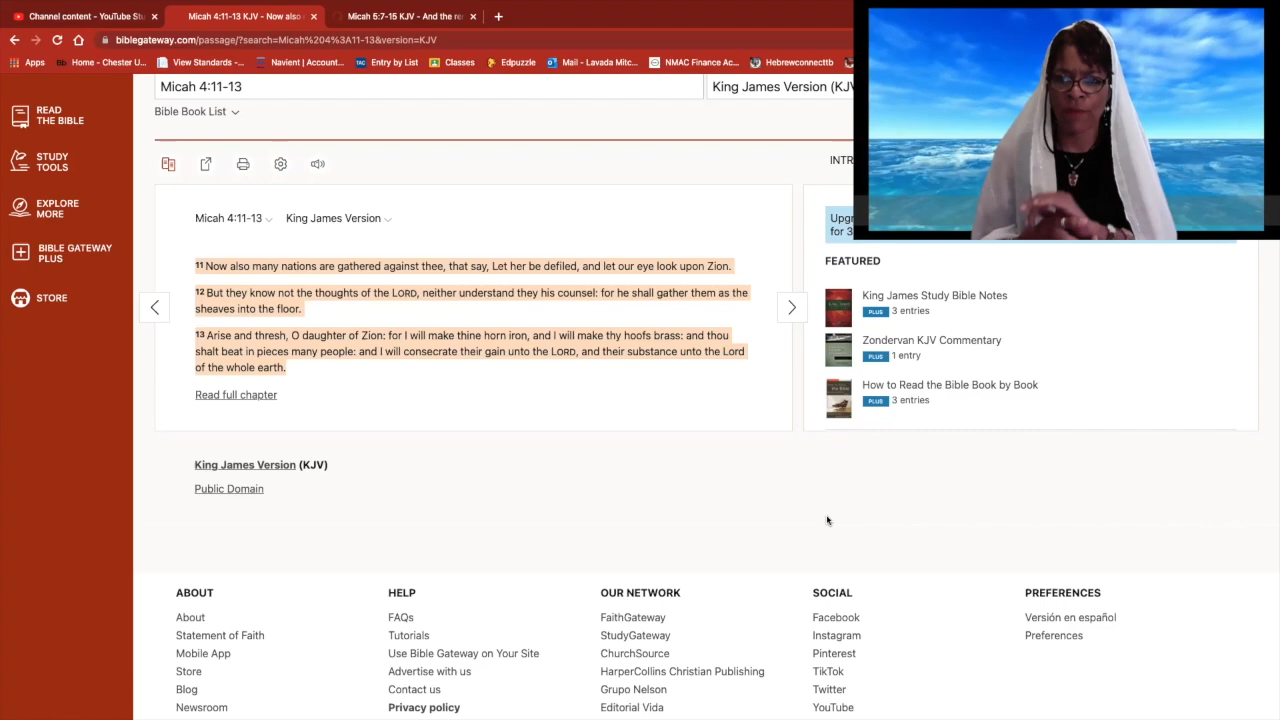 Channel content - YouTube Stu
Micah 4:11-13 KJV - Now also
Micah 5:7-15 KJV - And the re
biblegateway.com/passage/?search=Micah%204%3A11-13&version=KJV
Apps
Home - Chester U...
View Standards -...
Navient | Account...
Entry by List
Classes
Edpuzzle
Mail - Lavada Mitc...
NMAC Finance Ac...
Hebrewconnecttb
READ
THE BIBLE
STUDY
TOOLS
EXPLORE
MORE
BIBLE GATEWAY
PLUS
STORE
Micah 4:11-13
King James Version (KJV
Bible Book List
INTR
Micah 4:11-13 King James Version
11 Now also many nations are gathered against thee, that say, Let her be defiled, and let our eye look upon Zion.
12 But they know not the thoughts of the LORD, neither understand they his counsel: for he shall gather them as the
sheaves into the floor.
13 Arise and thresh, O daughter of Zion: for I will make thine horn iron, and I will make thy hoofs brass: and thou
shalt beat in pieces many people: and I will consecrate their gain unto the LORD, and their substance unto the Lord
of the whole earth.
Read full chapter
Upgr
for 3
FEATURED
King James Study Bible Notes
PLUS 3 entries
Zondervan KJV Commentary
PLUS 1 entry
How to Read the Bible Book by Book
PLUS 3 entries
King James Version (KJV)
Public Domain
ABOUT
About
Statement of Faith
Mobile App
Store
Blog
Newsroom
HELP
FAQs
Tutorials
Use Bible Gateway on Your Site
Advertise with us
Contact us
Privacy policy
OUR NETWORK
FaithGateway
StudyGateway
ChurchSource
HarperCollins Christian Publishing
Grupo Nelson
Editorial Vida
SOCIAL
Facebook
Instagram
Pinterest
TikTok
Twitter
YouTube
PREFERENCES
Versión en español
Preferences